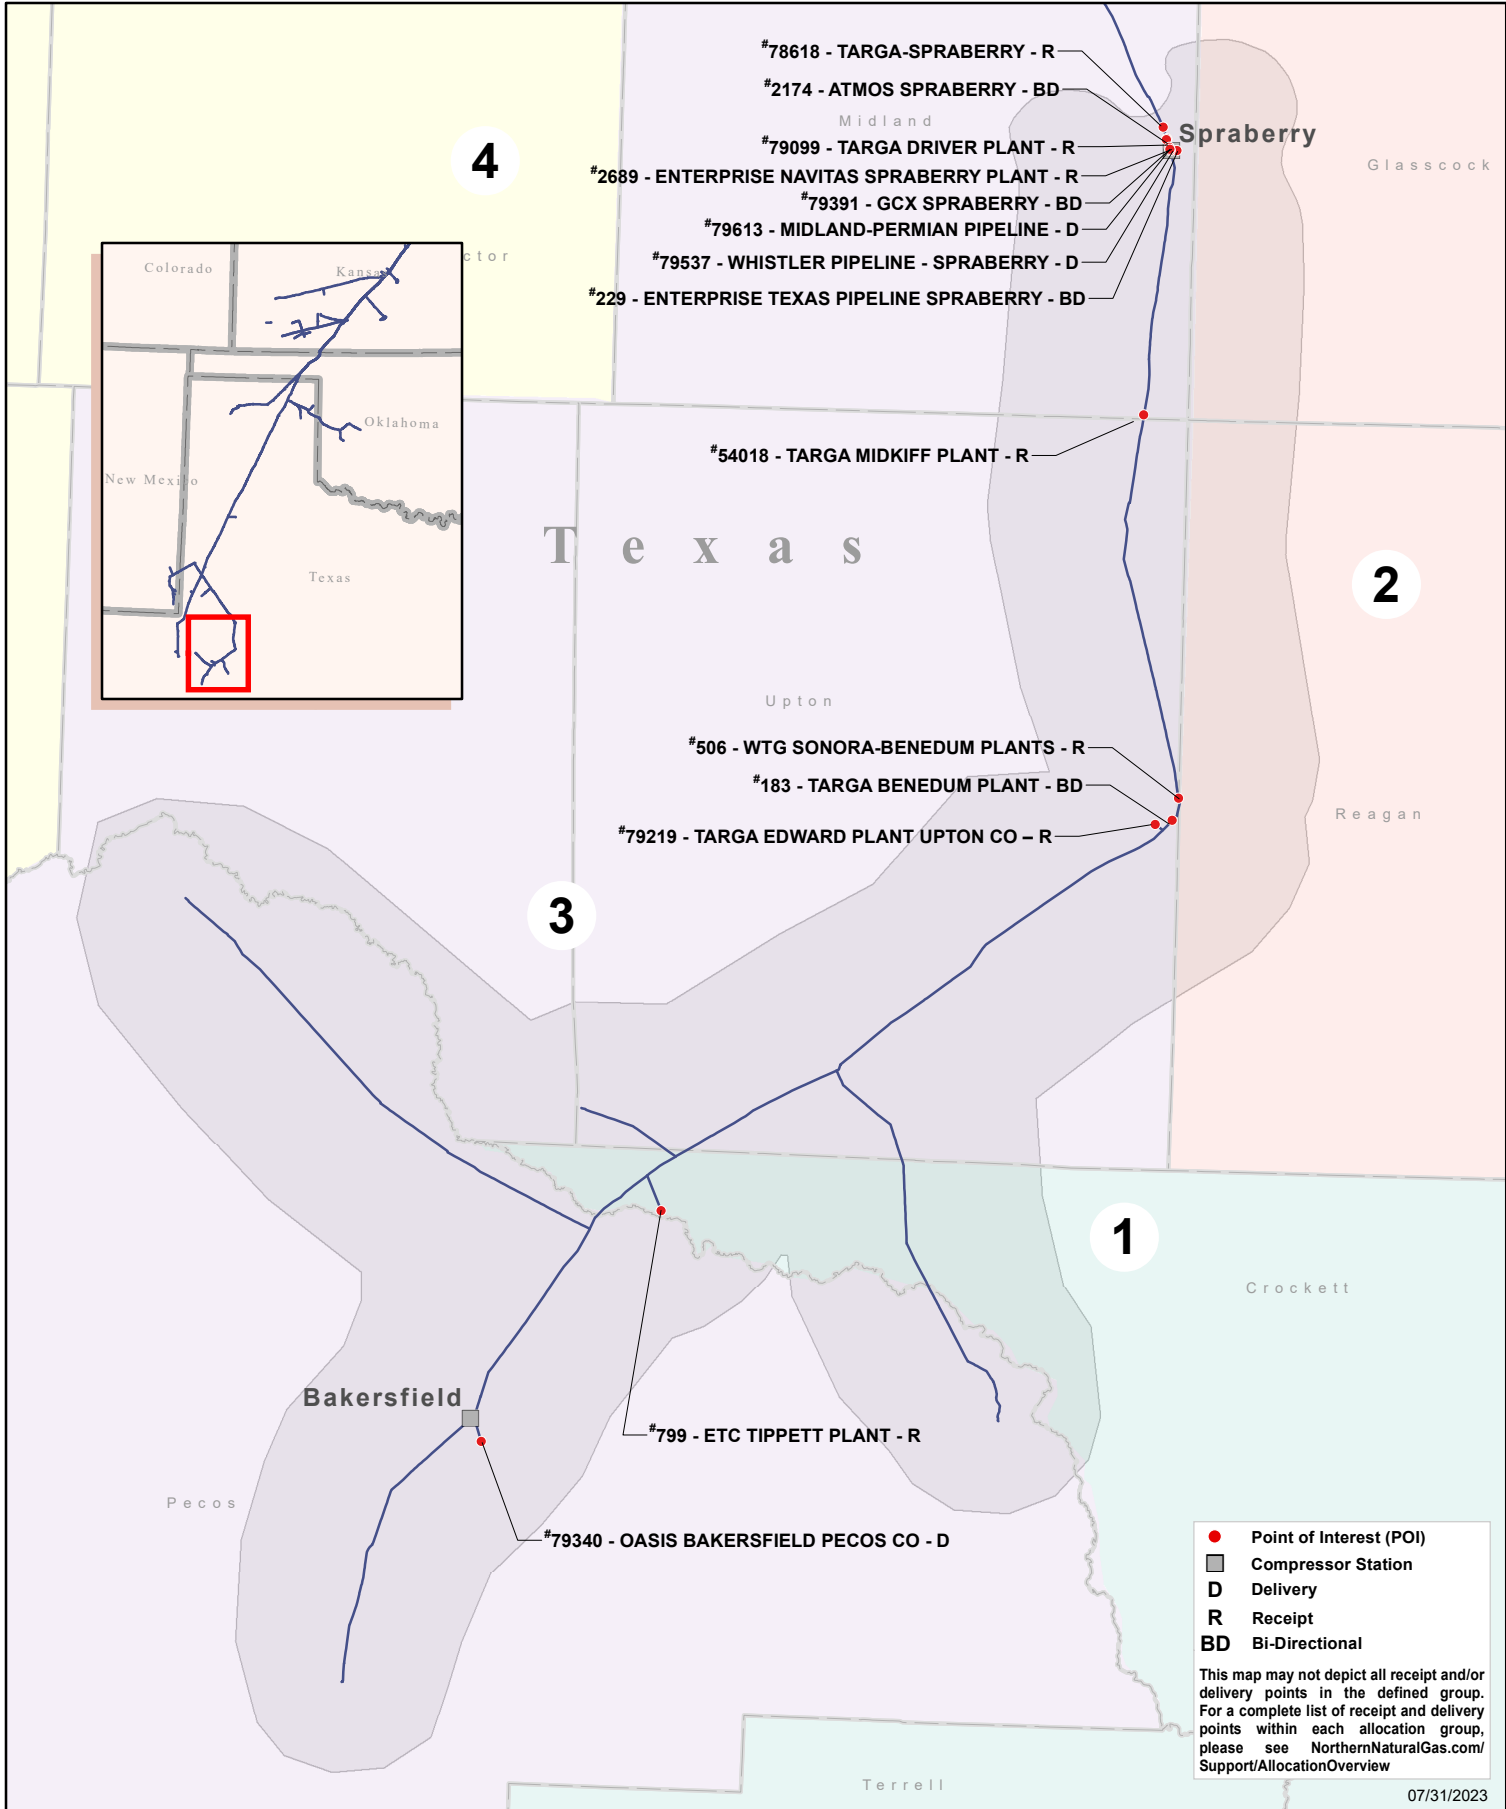 #78618 - TARGA-SPRABERRY - R
#2174 - ATMOS SPRABERRY - BD
Midland
Spraberry
#79099 - TARGA DRIVER PLANT - R
4
Glasscock
#2689 - ENTERPRISE NAVITAS SPRABERRY PLANT - R
#79391 - GCX SPRABERRY - BD
#79613 - MIDLAND-PERMIAN PIPELINE - D
ctor
#79537 - WHISTLER PIPELINE - SPRABERRY - D
#229 - ENTERPRISE TEXAS PIPELINE SPRABERRY - BD
Colorado
Kansas
Oklahoma
New Mexico
Texas
#54018 - TARGA MIDKIFF PLANT - R
Texas
2
Upton
#506 - WTG SONORA-BENEDUM PLANTS - R
#183 - TARGA BENEDUM PLANT - BD
Reagan
#79219 - TARGA EDWARD PLANT UPTON CO – R
3
1
Crockett
Bakersfield
#799 - ETC TIPPETT PLANT - R
Pecos
#79340 - OASIS BAKERSFIELD PECOS CO - D
Point of Interest (POI)
Compressor Station
D Delivery
R Receipt
BD Bi-Directional
This map may not depict all receipt and/or
delivery points in the defined group.
For a complete list of receipt and delivery
points within each allocation group,
please see NorthernNaturalGas.com/
Support/AllocationOverview
Terrell
07/31/2023